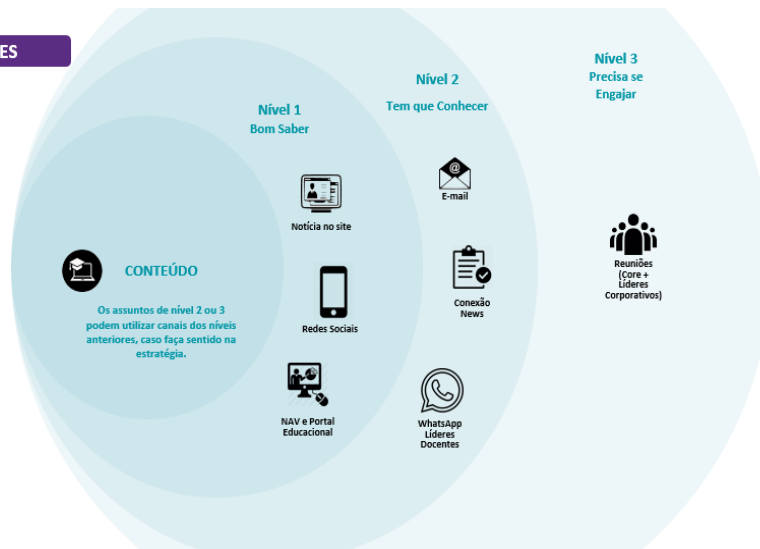 ES
Nível 1
Bom Saber
Nível 2
Tem que Conhecer
Nível 3
Precisa se
Engajar
Notícia no site
Redes Sociais
NAV e Portal
Educacional
E-mail
Conexão
News
WhatsApp
Líderes
Docentes
Reuniões
(Core +
Líderes
Corporativos)
CONTEÚDO
Os assuntos de nível 2 ou 3
podem utilizar canais dos níveis
anteriores, caso faça sentido na
estratégia.